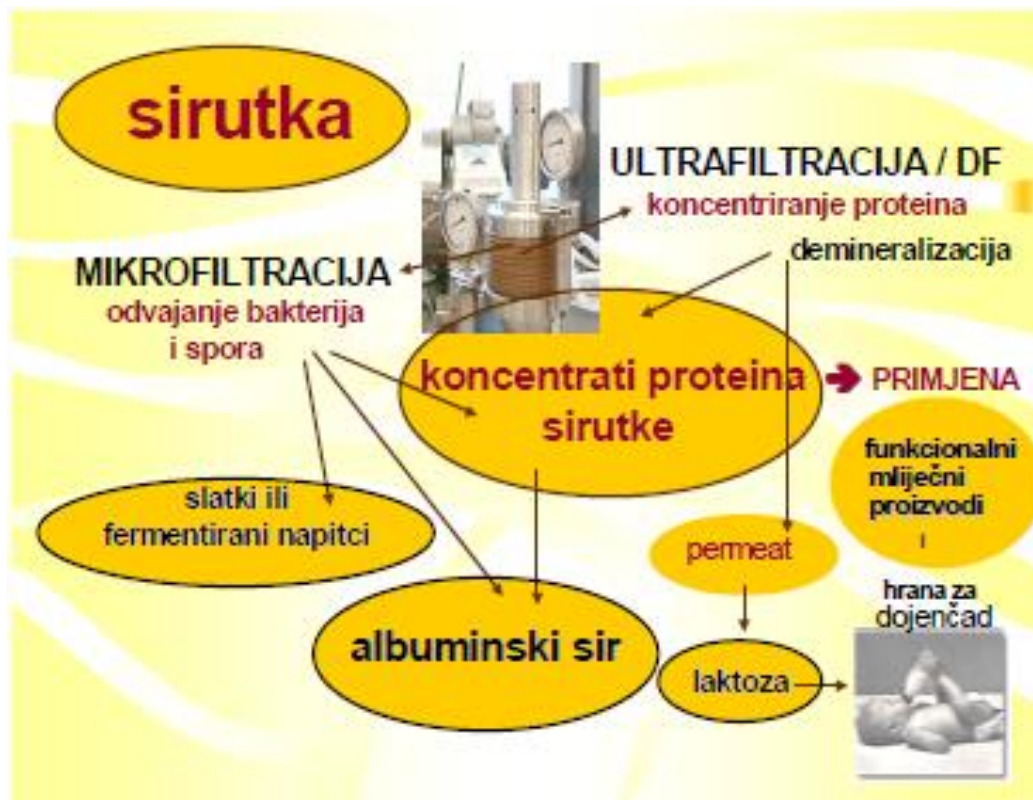 sirutka
ULTRAFILTRACIJA / DF
koncentriranje proteina
demineralizacija
MIKROFILTRACIJA
odvajanje bakterija
i spora
koncentrati proteina
sirutke
PRIMJENA
funkcionalni
mliječni
proizvodi
i
slatki ili
fermentirani napitci
permeat
hrana za
dojenčad
albuminski sir
laktoza